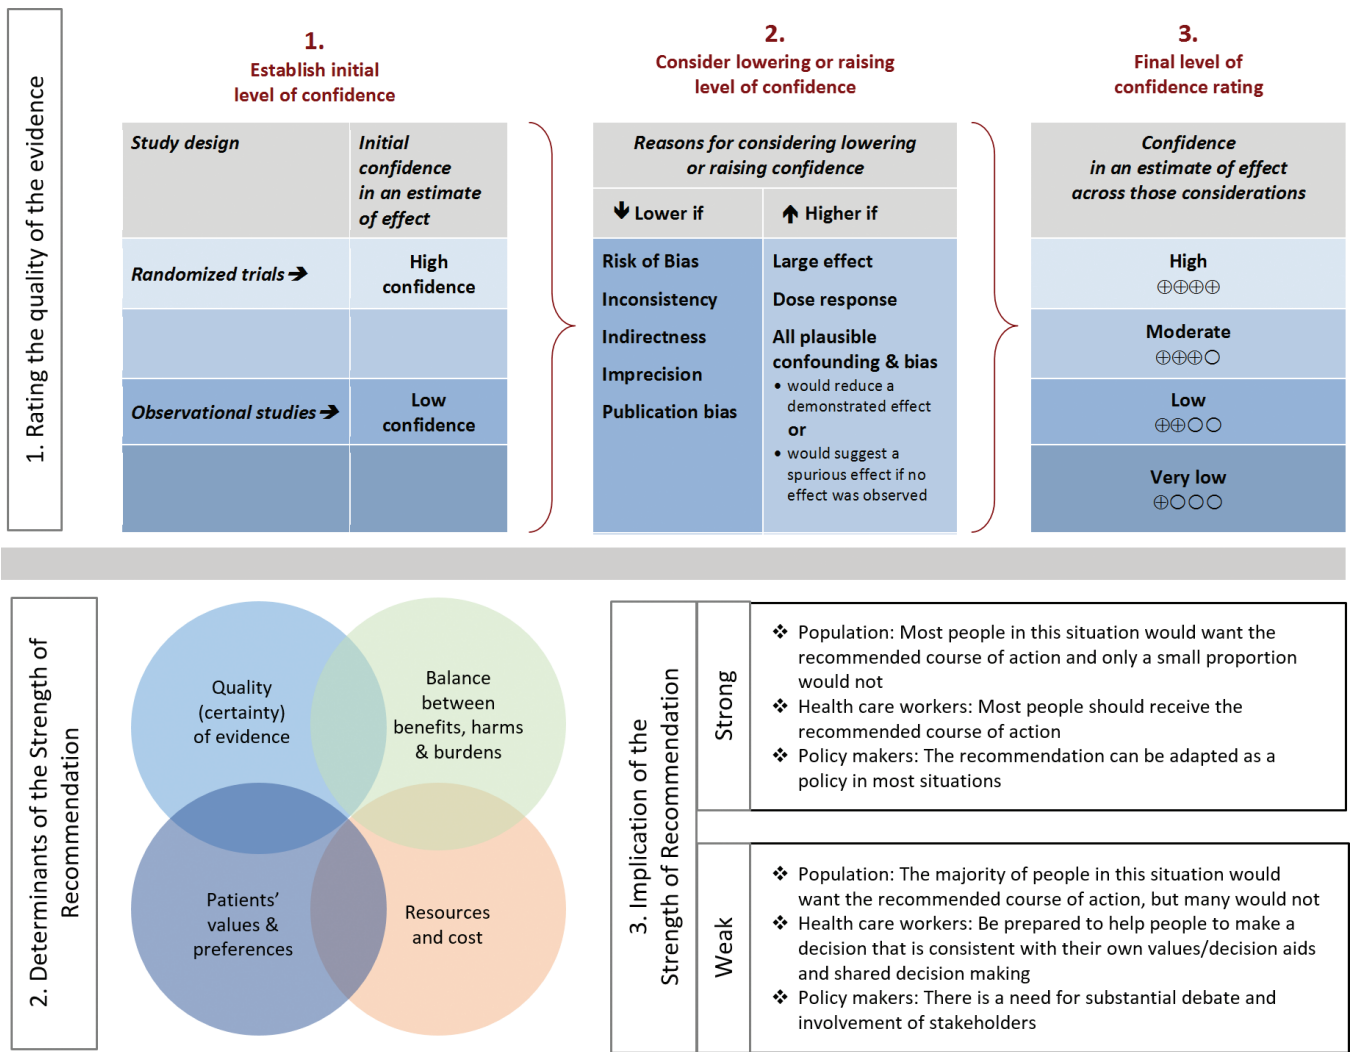 1. Rating the quality of the evidence
1.
Establish initial
level of confidence
Study design
Initial
confidence
in an estimate
of effect
Randomized trials ➔
High
confidence
Observational studies ➔
Low
confidence
2.
Consider lowering or raising
level of confidence
Reasons for considering lowering
or raising confidence
🡻 Lower if
🡹 Higher if
Risk of Bias
Inconsistency
Indirectness
Imprecision
Publication bias
Large effect
Dose response
All plausible
confounding & bias
• would reduce a
demonstrated effect
or
• would suggest a
spurious effect if no
effect was observed
3.
Final level of
confidence rating
Confidence
in an estimate of effect
across those considerations
High
⊕⊕⊕⊕
Moderate
⊕⊕⊕○
Low
⊕⊕○○
Very low
⊕○○○
2. Determinants of the Strength of
Recommendation
Quality
(certainty)
of evidence
Balance
between
benefits, harms
& burdens
Patients’
values &
preferences
Resources
and cost
3. Implication of the
Strength of Recommendation
Strong
❖ Population: Most people in this situation would want the
recommended course of action and only a small proportion
would not
❖ Health care workers: Most people should receive the
recommended course of action
❖ Policy makers: The recommendation can be adapted as a
policy in most situations
Weak
❖ Population: The majority of people in this situation would
want the recommended course of action, but many would not
❖ Health care workers: Be prepared to help people to make a
decision that is consistent with their own values/decision aids
and shared decision making
❖ Policy makers: There is a need for substantial debate and
involvement of stakeholders